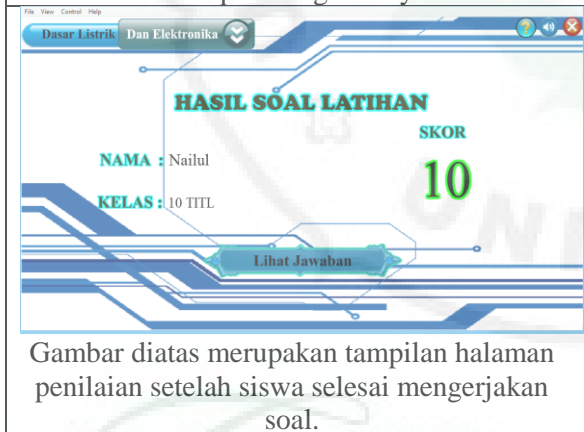 File View Control Help
Dasar Listrik Dan Elektronika
HASIL SOAL LATIHAN
SKOR
NAMA : Nailul
10
KELAS : 10 TITL
Lihat Jawaban
Gambar diatas merupakan tampilan halaman
penilaian setelah siswa selesai mengerjakan
soal.